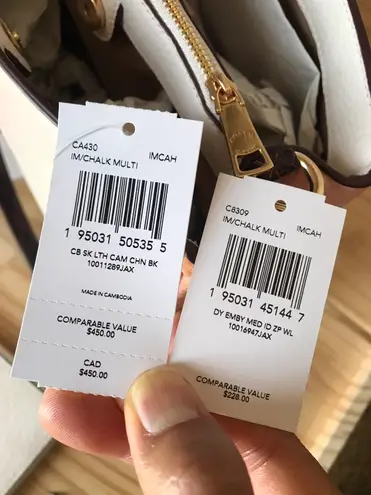 CA430
IM/CHALK MULTI IMCAH
1 95031 50535 5
CB SK LTH CAM CHN BK
10011289JAX
MADE IN CAMBODIA
COMPARABLE VALUE
$450.00
CAD
$450.00
C8309
IM/CHALK MULTI IMCAH
1 95031 45144 7
DY EMBY MED ID ZP WL
10016947JAX
COMPARABLE VALUE
$228.00